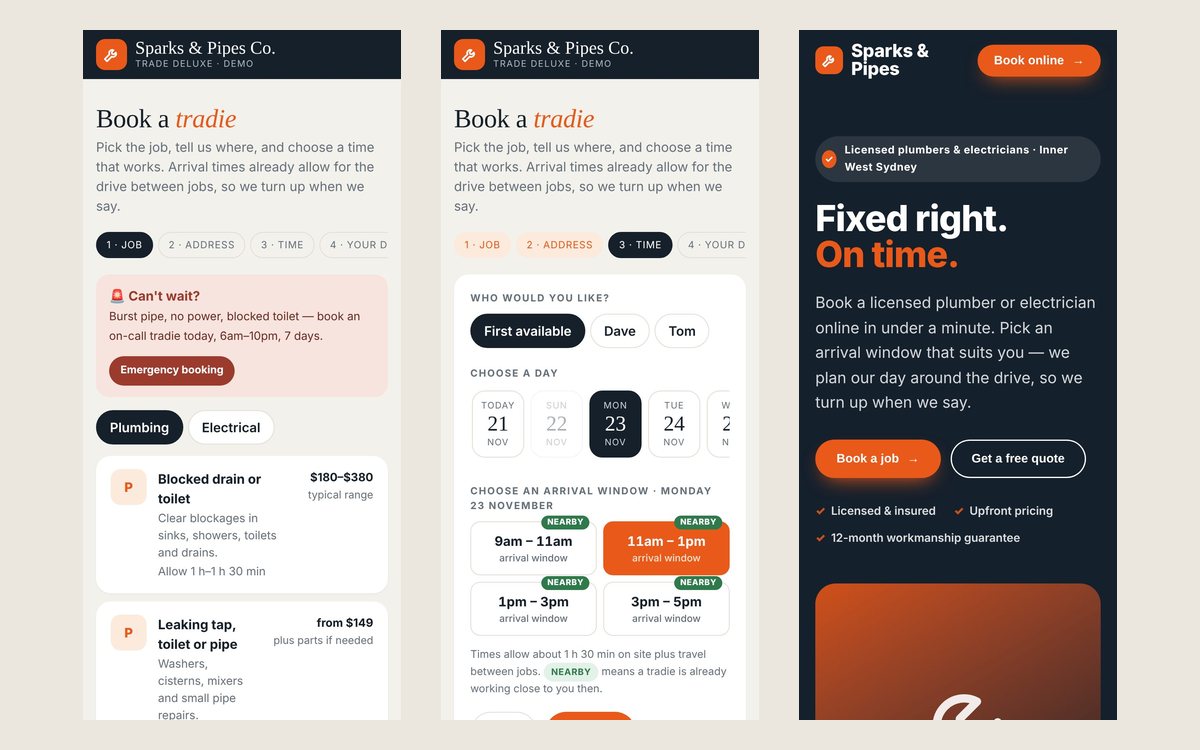 Sparks & Pipes Co.
TRADE DELUXE · DEMO
Book a tradie
Pick the job, tell us where, and choose a time
that works. Arrival times already allow for the
drive between jobs, so we turn up when we
say.
1 · JOB
2 · ADDRESS
3 · TIME
4 · YOUR D
🚨 Can't wait?
Burst pipe, no power, blocked toilet — book an
on-call tradie today, 6am–10pm, 7 days.
Emergency booking
Plumbing
Electrical
P
Blocked drain or
toilet
$180–$380
typical range
Clear blockages in
sinks, showers, toilets
and drains.
Allow 1 h–1 h 30 min
P
Leaking tap,
toilet or pipe
from $149
plus parts if needed
Washers,
cisterns, mixers
and small pipe
repairs.
Sparks & Pipes Co.
TRADE DELUXE · DEMO
Book a tradie
Pick the job, tell us where, and choose a time
that works. Arrival times already allow for the
drive between jobs, so we turn up when we
say.
1 · JOB
2 · ADDRESS
3 · TIME
4 · YOUR D
WHO WOULD YOU LIKE?
First available
Dave
Tom
CHOOSE A DAY
TODAY
21
NOV
SUN
22
NOV
MON
23
NOV
TUE
24
NOV
W
2
N
CHOOSE AN ARRIVAL WINDOW · MONDAY
23 NOVEMBER
NEARBY
9am – 11am
arrival window
NEARBY
11am – 1pm
arrival window
NEARBY
1pm – 3pm
arrival window
NEARBY
3pm – 5pm
arrival window
Times allow about 1 h 30 min on site plus travel
between jobs. NEARBY means a tradie is already
working close to you then.
Sparks &
Pipes
Book online →
Licensed plumbers & electricians · Inner
West Sydney
Fixed right.
On time.
Book a licensed plumber or electrician
online in under a minute. Pick an
arrival window that suits you — we
plan our day around the drive, so we
turn up when we say.
Book a job →
Get a free quote
✓ Licensed & insured
✓ Upfront pricing
✓ 12-month workmanship guarantee